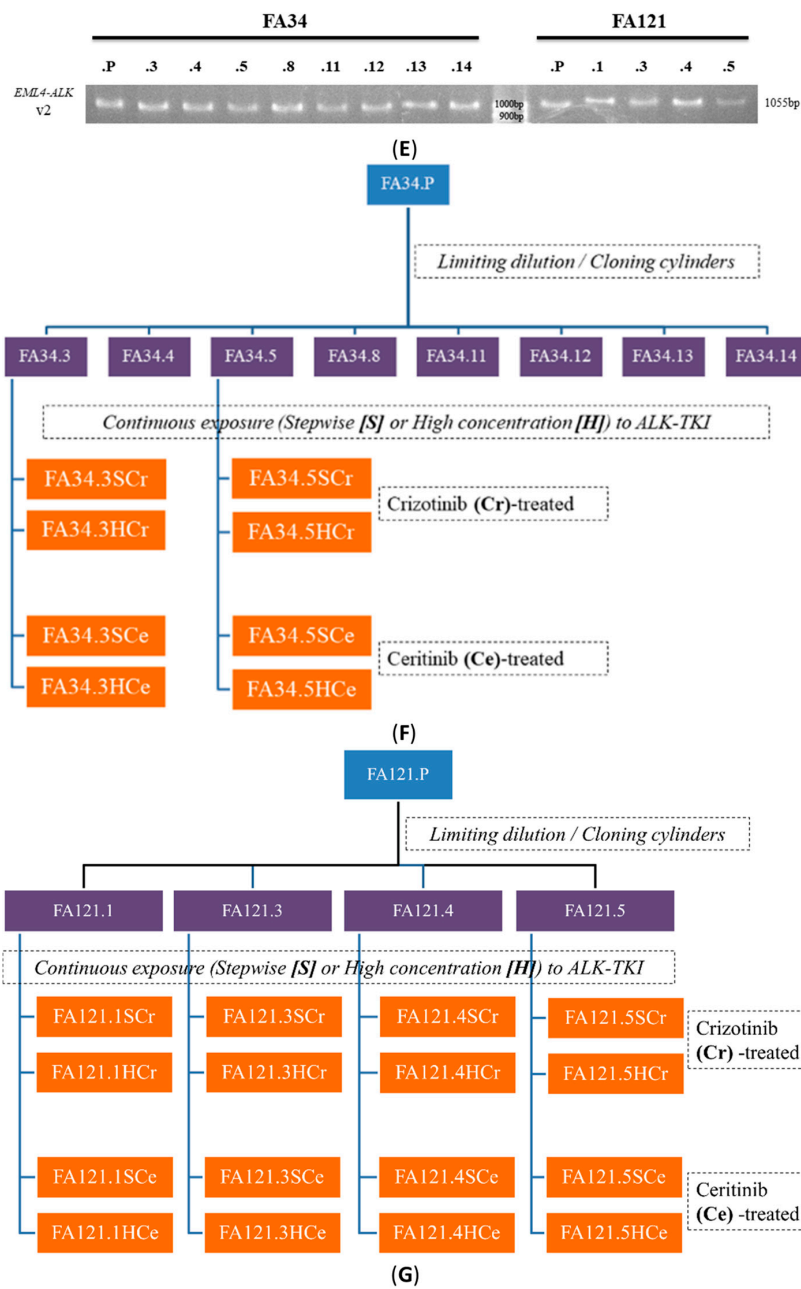 FA34 FA121
.P .3 .4 .5 .8 .11 .12 .13 .14 .P .1 .3 .4 .5
EML4-ALK
v2
1000bp
900bp
1055bp
(E)
FA34.P
Limiting dilution / Cloning cylinders
FA34.3 FA34.4 FA34.5 FA34.8 FA34.11 FA34.12 FA34.13 FA34.14
Continuous exposure (Stepwise [S] or High concentration [H]) to ALK-TKI
FA34.3SCr FA34.5SCr
Crizotinib (Cr)-treated
FA34.3HCr FA34.5HCr
FA34.3SCe FA34.5SCe
Ceritinib (Ce)-treated
FA34.3HCe FA34.5HCe
(F)
FA121.P
Limiting dilution / Cloning cylinders
FA121.1 FA121.3 FA121.4 FA121.5
Continuous exposure (Stepwise [S] or High concentration [H]) to ALK-TKI
FA121.1SCr FA121.3SCr FA121.4SCr FA121.5SCr
Crizotinib
(Cr) -treated
FA121.1HCr FA121.3HCr FA121.4HCr FA121.5HCr
FA121.1SCe FA121.3SCe FA121.4SCe FA121.5SCe
Ceritinib
(Ce) -treated
FA121.1HCe FA121.3HCe FA121.4HCe FA121.5HCe
(G)